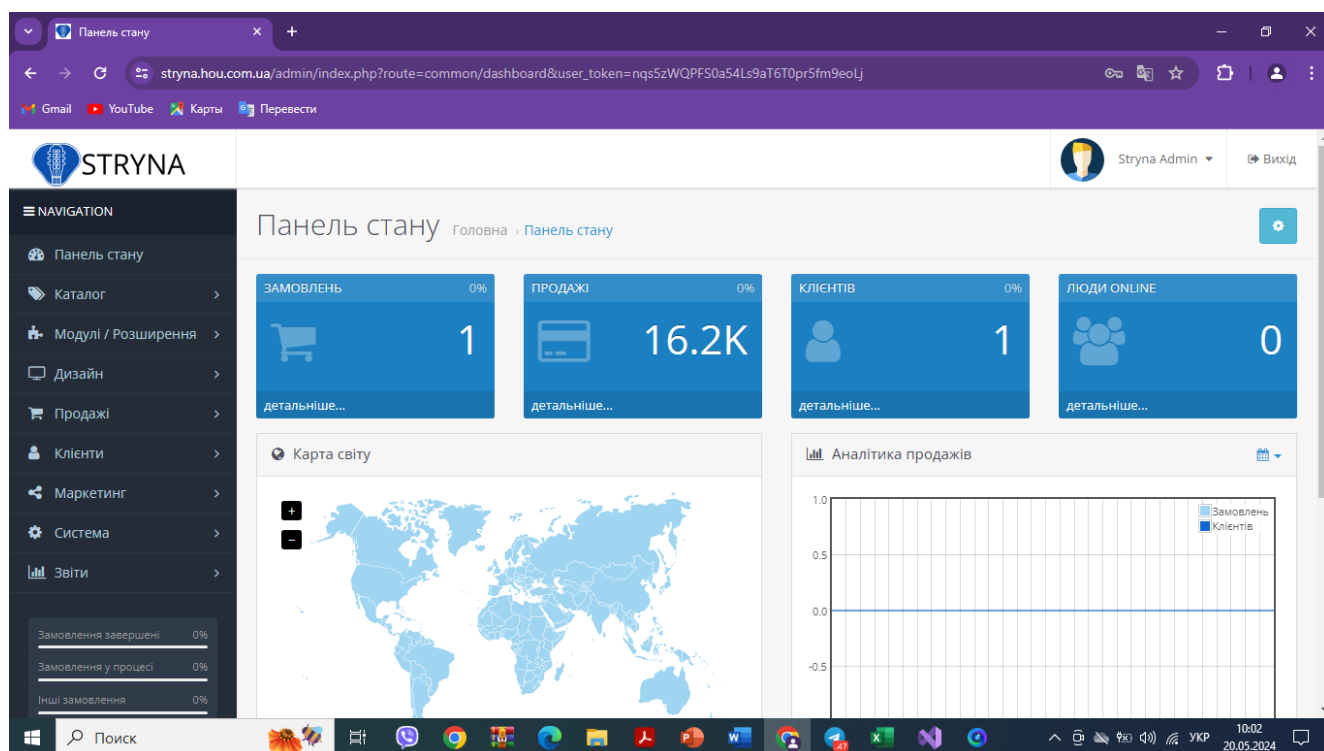 Панель стану
stryna.hou.com.ua/admin/index.php?route=common/dashboard&user_token=nqs5zWQPFS0a54Ls9aT6T0pr5fm9eoLj
Gmail YouTube Карты Перевести
STRYNA
Stryna Admin Вихід
NAVIGATION
Панель стану
Каталог
Модулі / Розширення
Дизайн
Продажі
Клієнти
Маркетинг
Система
Звіти
Замовлення завершені 0%
Замовлення у процесі 0%
Інші замовлення 0%
Панель стану Головна › Панель стану
ЗАМОВЛЕНЬ 0%
1
детальніше...
ПРОДАЖІ 0%
16.2K
детальніше...
КЛІЄНТІВ 0%
1
детальніше...
ЛЮДИ ONLINE
0
детальніше...
Карта світу
+
-
Аналітика продажів
1.0
0.5
0.0
-0.5
Замовлень
Клієнтів
Поиск
47
УКР
10:02
20.05.2024